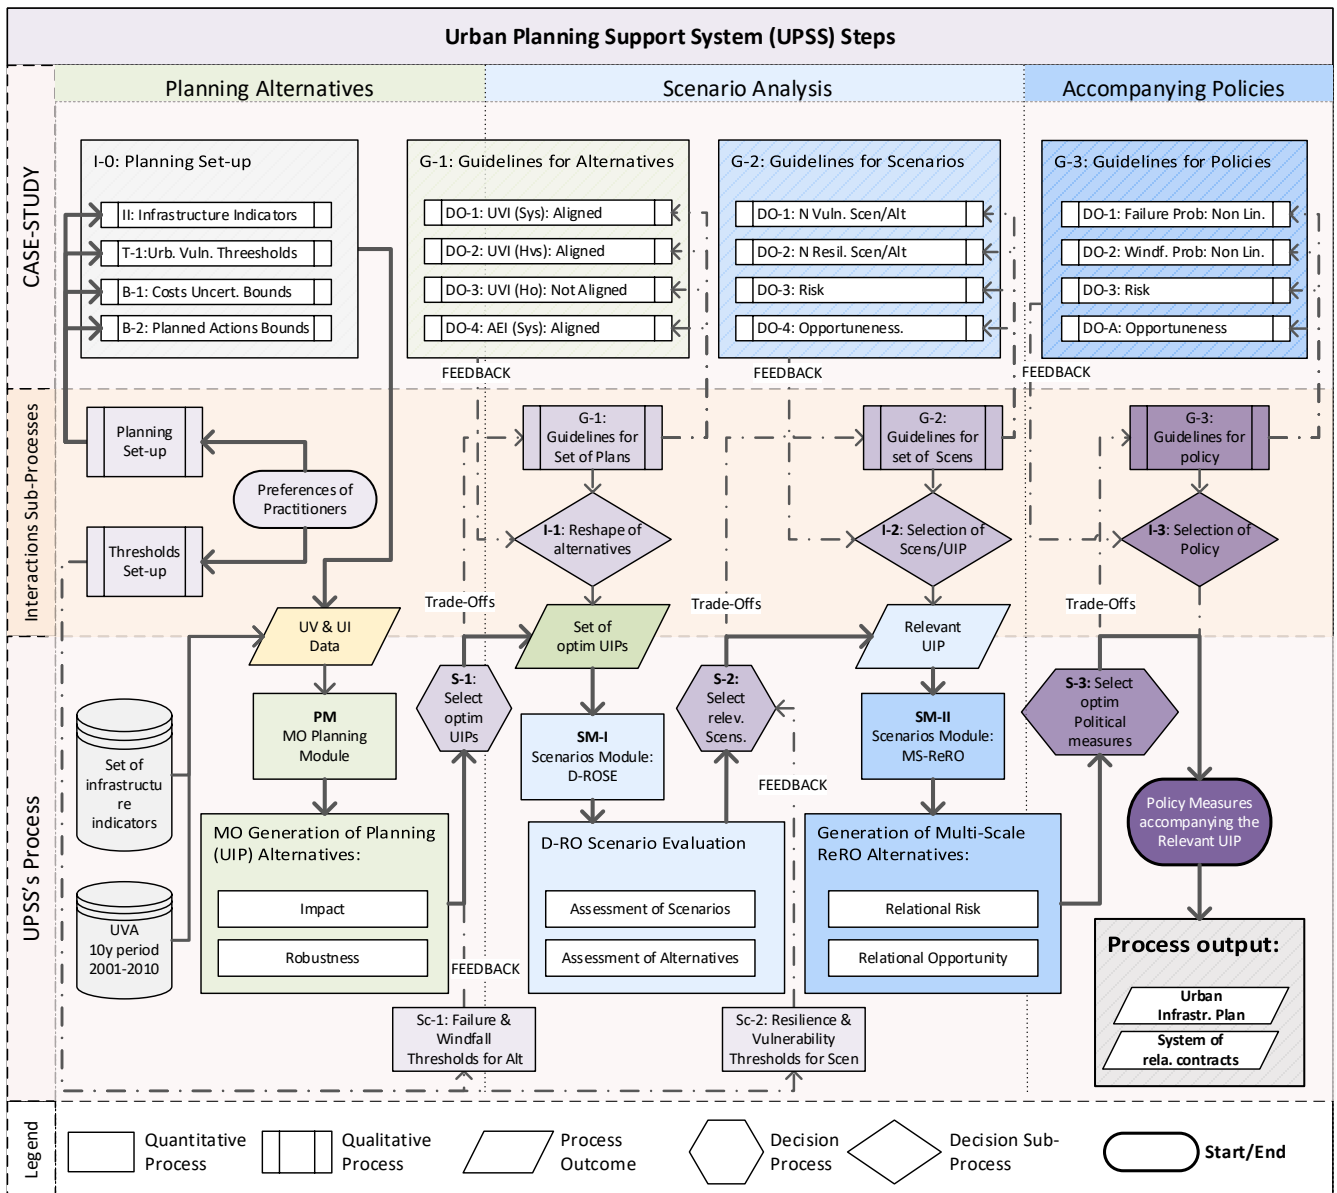 Urban Planning Support System (UPSS) Steps
Planning Alternatives
Scenario Analysis
Accompanying Policies
CASE-STUDY
I-0: Planning Set-up
II: Infrastructure Indicators
T-1:Urb. Vuln. Threesholds
B-1: Costs Uncert. Bounds
B-2: Planned Actions Bounds
G-1: Guidelines for Alternatives
DO-1: UVI (Sys): Aligned
DO-2: UVI (Hvs): Aligned
DO-3: UVI (Ho): Not Aligned
DO-4: AEI (Sys): Aligned
G-2: Guidelines for Scenarios
DO-1: N Vuln. Scen/Alt
DO-2: N Resil. Scen/Alt
DO-3: Risk
DO-4: Opportuneness.
G-3: Guidelines for Policies
DO-1: Failure Prob: Non Lin.
DO-2: Windf. Prob: Non Lin.
DO-3: Risk
DO-A: Opportuneness
FEEDBACK
FEEDBACK
FEEDBACK
Interactions Sub-Processes
Planning
Set-up
Preferences of
Practitioners
Thresholds
Set-up
G-1:
Guidelines for
Set of Plans
I-1: Reshape of
alternatives
G-2:
Guidelines for
set of Scens
I-2: Selection of
Scens/UIP
G-3:
Guidelines for
policy
I-3: Selection of
Policy
Trade-Offs
Trade-Offs
Trade-Offs
UV & UI
Data
Set of
optim UIPs
Relevant
UIP
UPSS's Process
Set of
infrastructu
re
indicators
UVA
10y period
2001-2010
PM
MO Planning
Module
MO Generation of Planning
(UIP) Alternatives:
Impact
Robustness
S-1:
Select
optim
UIPs
SM-I
Scenarios Module:
D-ROSE
D-RO Scenario Evaluation
Assessment of Scenarios
Assessment of Alternatives
S-2:
Select
relev.
Scens.
SM-II
Scenarios Module:
MS-ReRO
Generation of Multi-Scale
ReRO Alternatives:
Relational Risk
Relational Opportunity
S-3: Select
optim
Political
measures
Policy Measures
accompanying the
Relevant UIP
FEEDBACK
FEEDBACK
Sc-1: Failure &
Windfall
Thresholds for Alt
Sc-2: Resilience &
Vulnerability
Thresholds for Scen
Process output:
Urban
Infrastr. Plan
System of
rela. contracts
Legend
Quantitative
Process
Qualitative
Process
Process
Outcome
Decision
Process
Decision Sub-
Process
Start/End